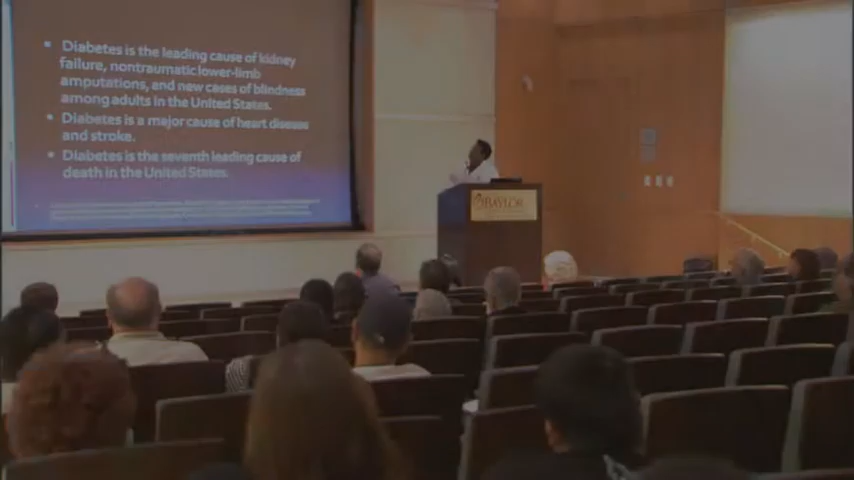 ▪ Diabetes is the leading cause of kidney
failure, nontraumatic lower-limb
amputations, and new cases of blindness
among adults in the United States.
▪ Diabetes is a major cause of heart disease
and stroke.
▪ Diabetes is the seventh leading cause of
death in the United States.
BAYLOR